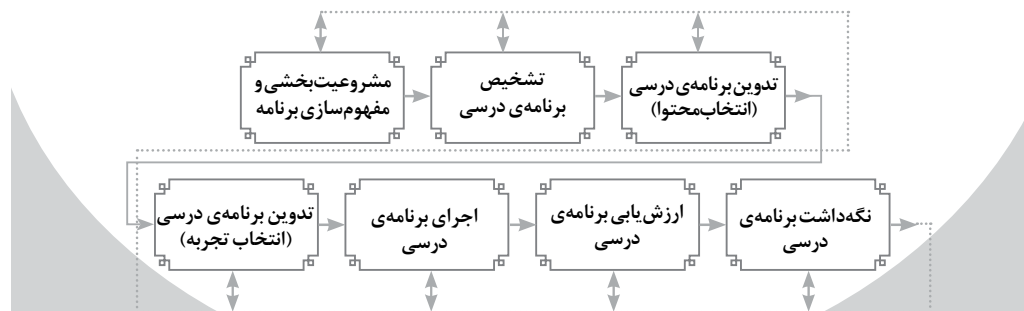 مشروعیت‌بخشی و
مفهوم‌سازی برنامه
تشخیص
برنامه‌ی درسی
تدوین برنامه‌ی درسی
(انتخاب محتوا)
تدوین برنامه‌ی درسی
(انتخاب تجربه)
اجرای برنامه‌ی
درسی
ارزش‌یابی برنامه‌ی
درسی
نگه‌داشت برنامه‌ی
درسی